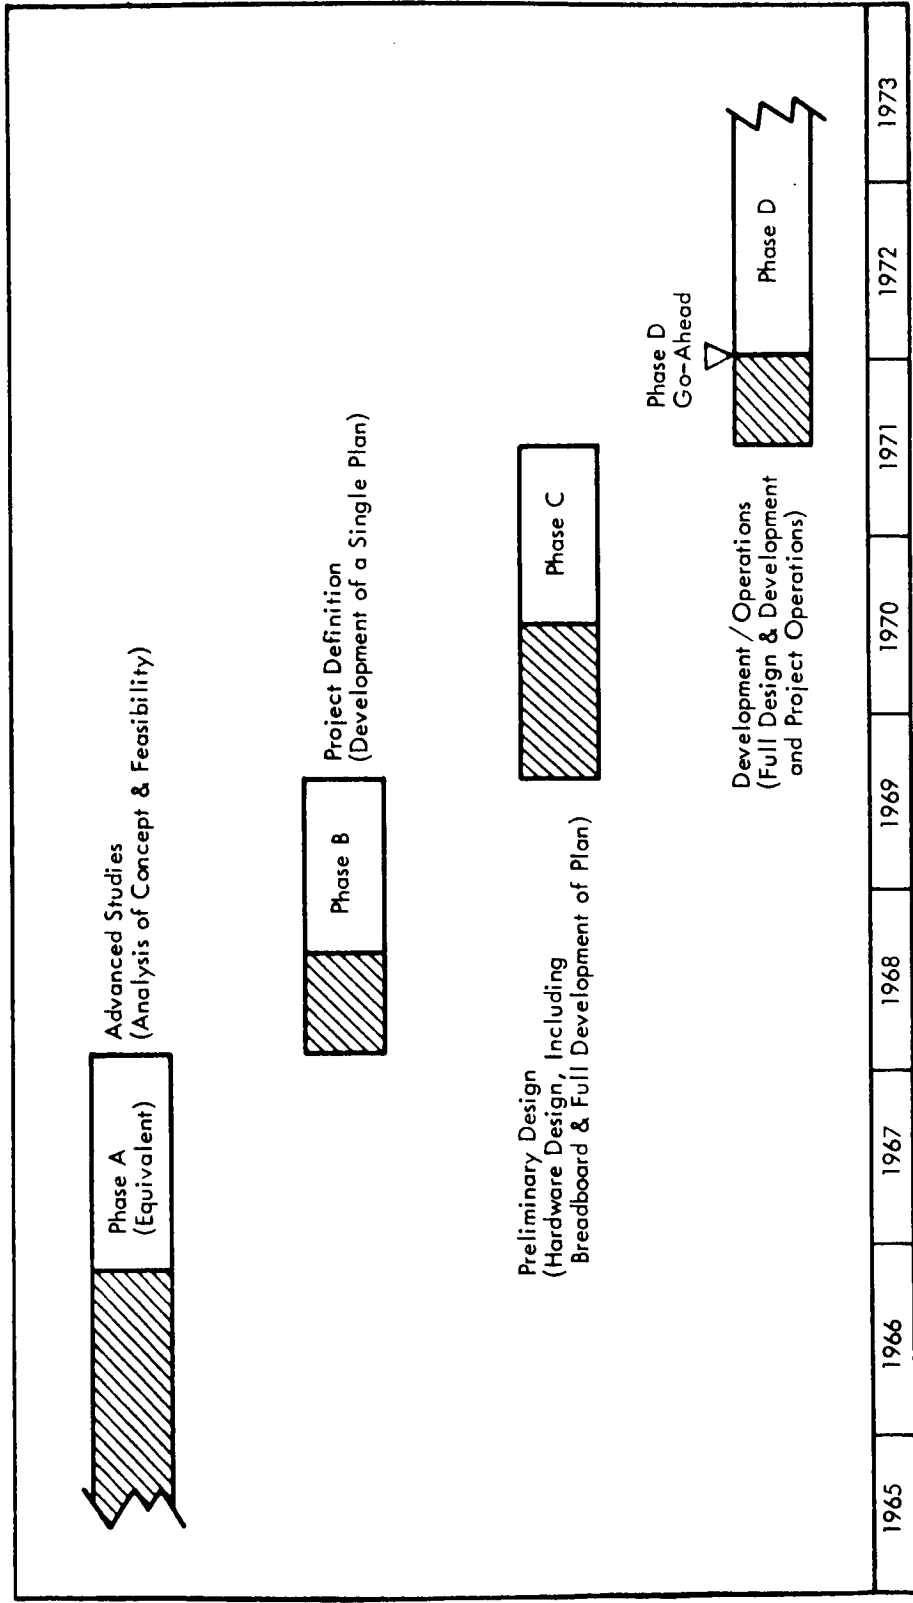 Phase A
(Equivalent)
Advanced Studies
(Analysis of Concept & Feasibility)
Phase B
Project Definition
(Development of a Single Plan)
Preliminary Design
(Hardware Design, Including
Breadboard & Full Development of Plan)
Phase C
Phase D
Go-Ahead
Phase D
Development/Operations
(Full Design & Development
and Project Operations)
1965
1966
1967
1968
1969
1970
1971
1972
1973